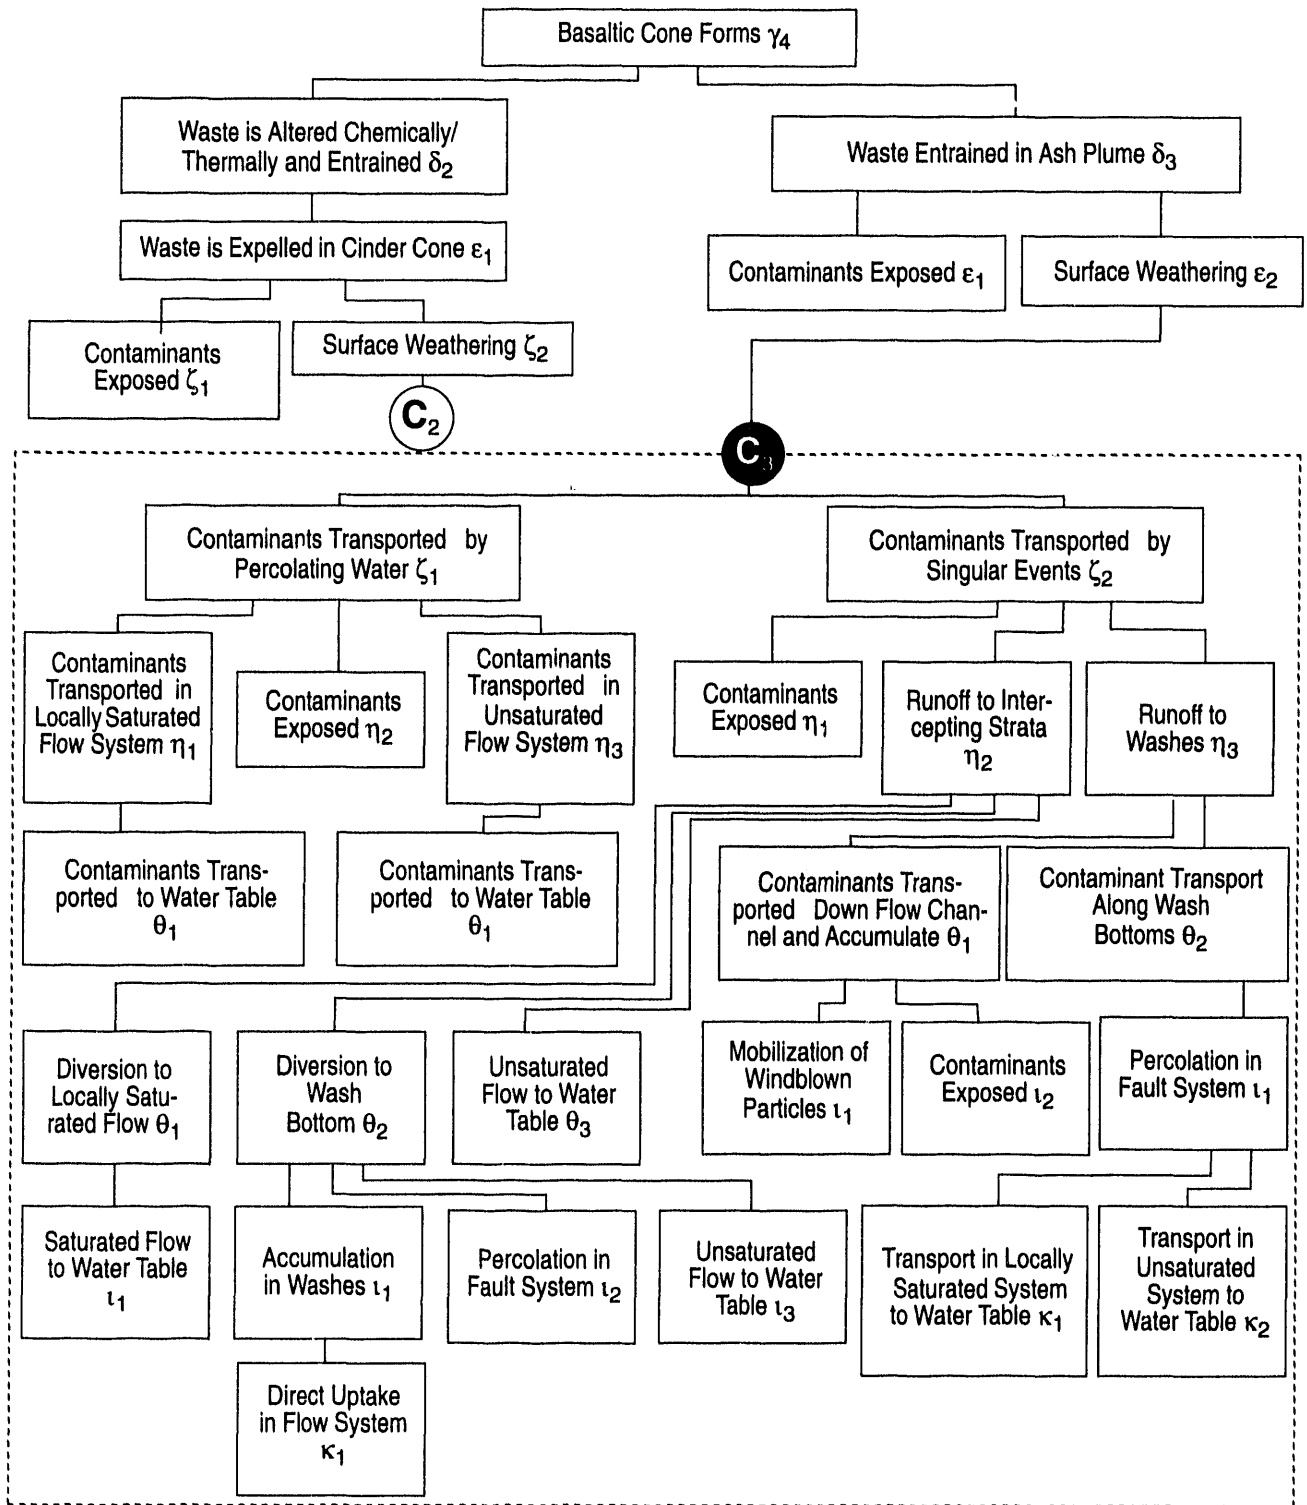 Basaltic Cone Forms γ4
Waste is Altered Chemically/
Thermally and Entrained δ2
Waste Entrained in Ash Plume δ3
Waste is Expelled in Cinder Cone ε1
Contaminants Exposed ε1
Surface Weathering ε2
Contaminants
Exposed ζ1
Surface Weathering ζ2
C2
C3
Contaminants Transported by
Percolating Water ζ1
Contaminants Transported by
Singular Events ζ2
Contaminants
Transported in
Locally Saturated
Flow System η1
Contaminants
Exposed η2
Contaminants
Transported in
Unsaturated
Flow System η3
Contaminants
Exposed η1
Runoff to Inter-
cepting Strata
η2
Runoff to
Washes η3
Contaminants Trans-
ported to Water Table
θ1
Contaminants Trans-
ported to Water Table
θ1
Contaminants Trans-
ported Down Flow Chan-
nel and Accumulate θ1
Contaminant Transport
Along Wash
Bottoms θ2
Diversion to
Locally Satu-
rated Flow θ1
Diversion to
Wash
Bottom θ2
Unsaturated
Flow to Water
Table θ3
Mobilization of
Windblown
Particles ι1
Contaminants
Exposed ι2
Percolation in
Fault System ι1
Saturated Flow
to Water Table
ι1
Accumulation
in Washes ι1
Percolation in
Fault System ι2
Unsaturated
Flow to Water
Table ι3
Transport in Locally
Saturated System
to Water Table κ1
Transport in
Unsaturated
System to
Water Table κ2
Direct Uptake
in Flow System
κ1